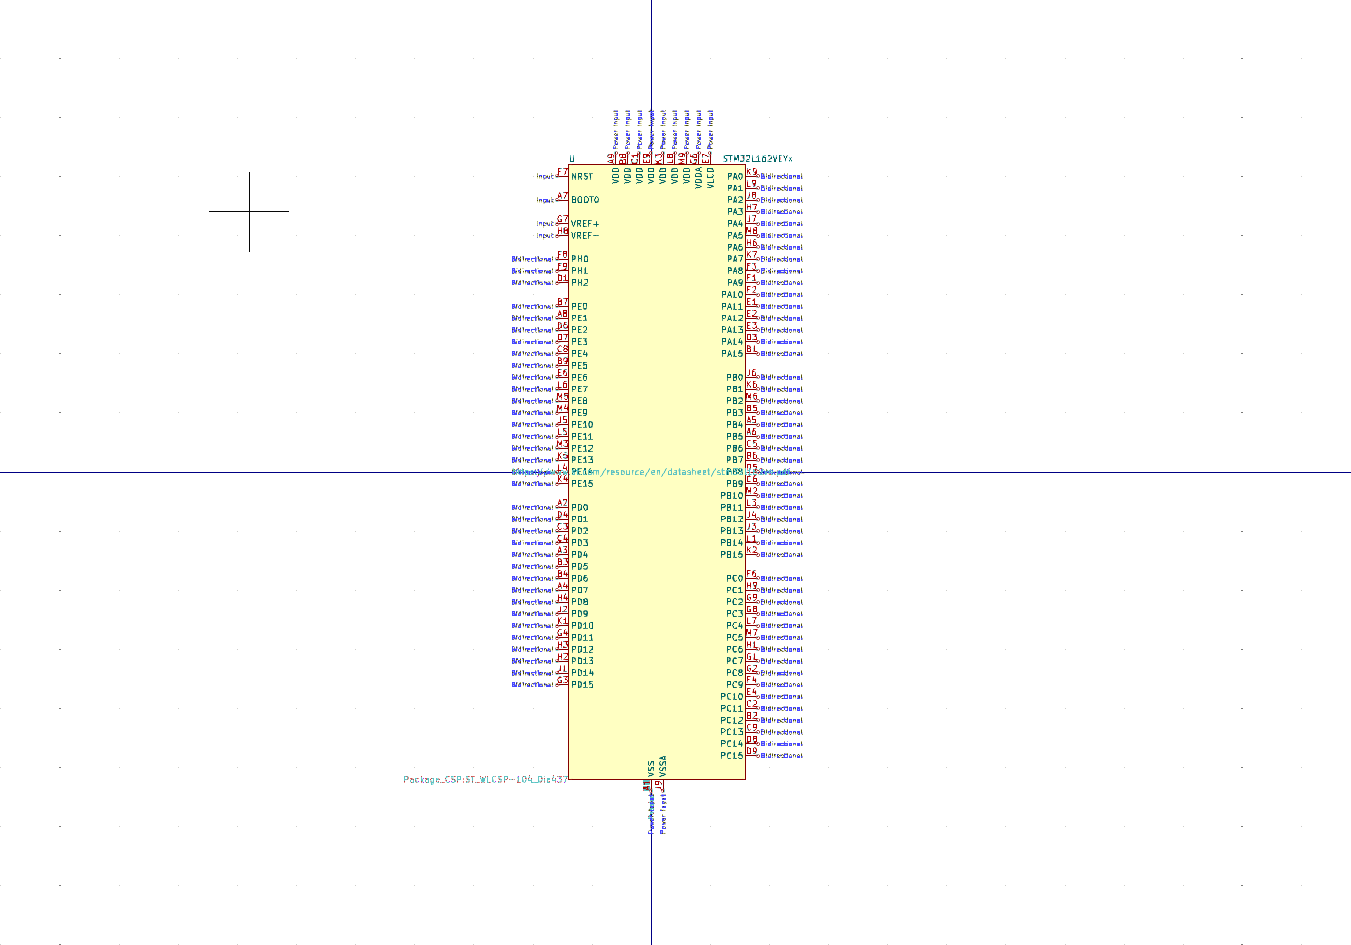 Power Input Power Input Power Input Power Input Power Input Power Input Power Input Power Input Power Input
U STM32L162VEYx
A9 B8 C1 E9 K3 L8 M9 G6 E7
VDD VDD VDD VDD VDD VDD VDD VDDA VLCD
Input F7 NRST PA0 K9 Bidirectional
PA1 L9 Bidirectional
Input A7 BOOT0 PA2 J8 Bidirectional
PA3 H7 Bidirectional
Input G7 VREF+ PA4 J7 Bidirectional
Input H8 VREF- PA5 M8 Bidirectional
PA6 H6 Bidirectional
Bidirectional F8 PH0 PA7 K7 Bidirectional
Bidirectional F9 PH1 PA8 F3 Bidirectional
Bidirectional D1 PH2 PA9 F1 Bidirectional
PA10 F2 Bidirectional
Bidirectional B7 PE0 PA11 E1 Bidirectional
Bidirectional A8 PE1 PA12 E2 Bidirectional
Bidirectional D6 PE2 PA13 E3 Bidirectional
Bidirectional D7 PE3 PA14 D3 Bidirectional
Bidirectional C8 PE4 PA15 B1 Bidirectional
Bidirectional B9 PE5
Bidirectional E6 PE6 PB0 J6 Bidirectional
Bidirectional L6 PE7 PB1 K6 Bidirectional
Bidirectional M5 PE8 PB2 M6 Bidirectional
Bidirectional M4 PE9 PB3 B5 Bidirectional
Bidirectional J5 PE10 PB4 A5 Bidirectional
Bidirectional L5 PE11 PB5 A6 Bidirectional
Bidirectional M3 PE12 PB6 C5 Bidirectional
Bidirectional K5 PE13 PB7 B6 Bidirectional
L4 PE14 .com/resource/en/datasheet/st PB8 D5
Bidirectional K4 PE15 PB9 C6 Bidirectional
PB10 M2 Bidirectional
Bidirectional A2 PD0 PB11 L3 Bidirectional
Bidirectional D4 PD1 PB12 J4 Bidirectional
Bidirectional C3 PD2 PB13 J3 Bidirectional
Bidirectional C4 PD3 PB14 L1 Bidirectional
Bidirectional A3 PD4 PB15 K2 Bidirectional
Bidirectional B3 PD5
Bidirectional B4 PD6 PC0 F6 Bidirectional
Bidirectional A4 PD7 PC1 H9 Bidirectional
Bidirectional H4 PD8 PC2 G9 Bidirectional
Bidirectional J2 PD9 PC3 G8 Bidirectional
Bidirectional K1 PD10 PC4 L7 Bidirectional
Bidirectional G4 PD11 PC5 M7 Bidirectional
Bidirectional H3 PD12 PC6 H1 Bidirectional
Bidirectional H2 PD13 PC7 G1 Bidirectional
Bidirectional J1 PD14 PC8 G2 Bidirectional
Bidirectional G3 PD15 PC9 F4 Bidirectional
PC10 E4 Bidirectional
PC11 C2 Bidirectional
PC12 B2 Bidirectional
PC13 C9 Bidirectional
PC14 D8 Bidirectional
PC15 D9 Bidirectional
VSS VSSA
Package_CSP:ST_WLCSP-104_Die437
J9
Power Input